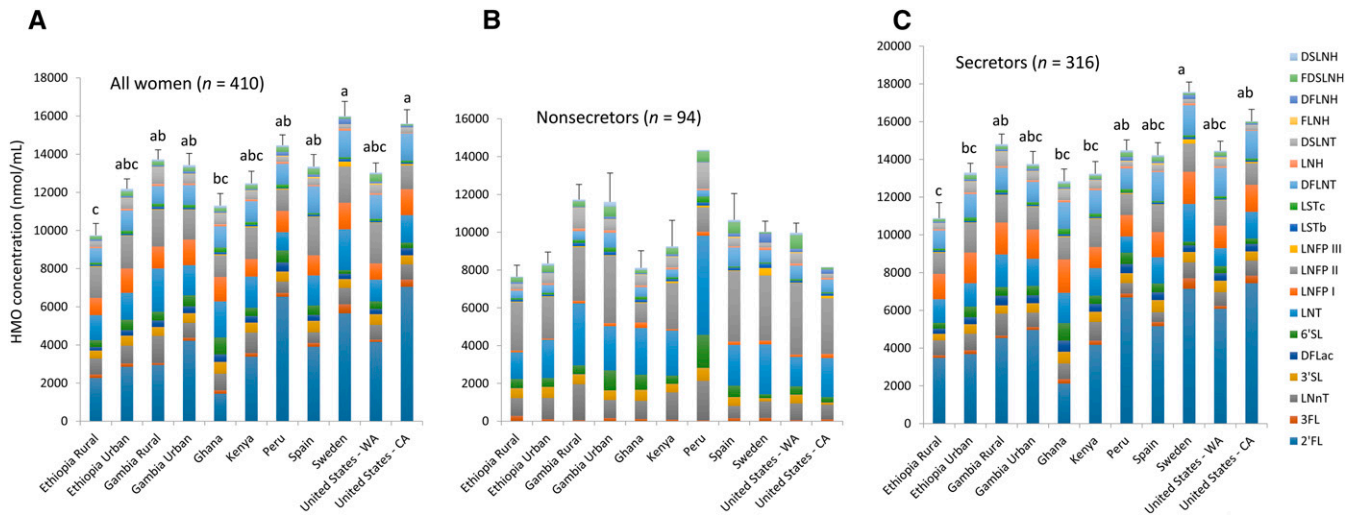 A
All women (n = 410)
HMO concentration (nmol/mL)
18000
16000
14000
12000
10000
8000
6000
4000
2000
0
c
abc
ab
ab
bc
abc
ab
ab
a
abc
a
Ethiopia Rural
Ethiopia Urban
Gambia Rural
Gambia Urban
Ghana
Kenya
Peru
Spain
Sweden
United States - WA
United States - CA
B
Nonsecretors (n = 94)
16000
14000
12000
10000
8000
6000
4000
2000
0
Ethiopia Rural
Ethiopia Urban
Gambia Rural
Gambia Urban
Ghana
Kenya
Peru
Spain
Sweden
United States - WA
United States - CA
C
Secretors (n = 316)
20000
18000
16000
14000
12000
10000
8000
6000
4000
2000
0
c
abc
ab
abc
bc
abc
ab
abc
a
abc
ab
Ethiopia Rural
Ethiopia Urban
Gambia Rural
Gambia Urban
Ghana
Kenya
Peru
Spain
Sweden
United States - WA
United States - CA
DSLNH
FDSLNH
DFLNH
FLNH
DSLNT
LNH
DFLNT
LSTc
LSTb
LNFP III
LNFP II
LNFP I
LNT
6'SL
DFLac
3'SL
LNnT
3FL
2'FL